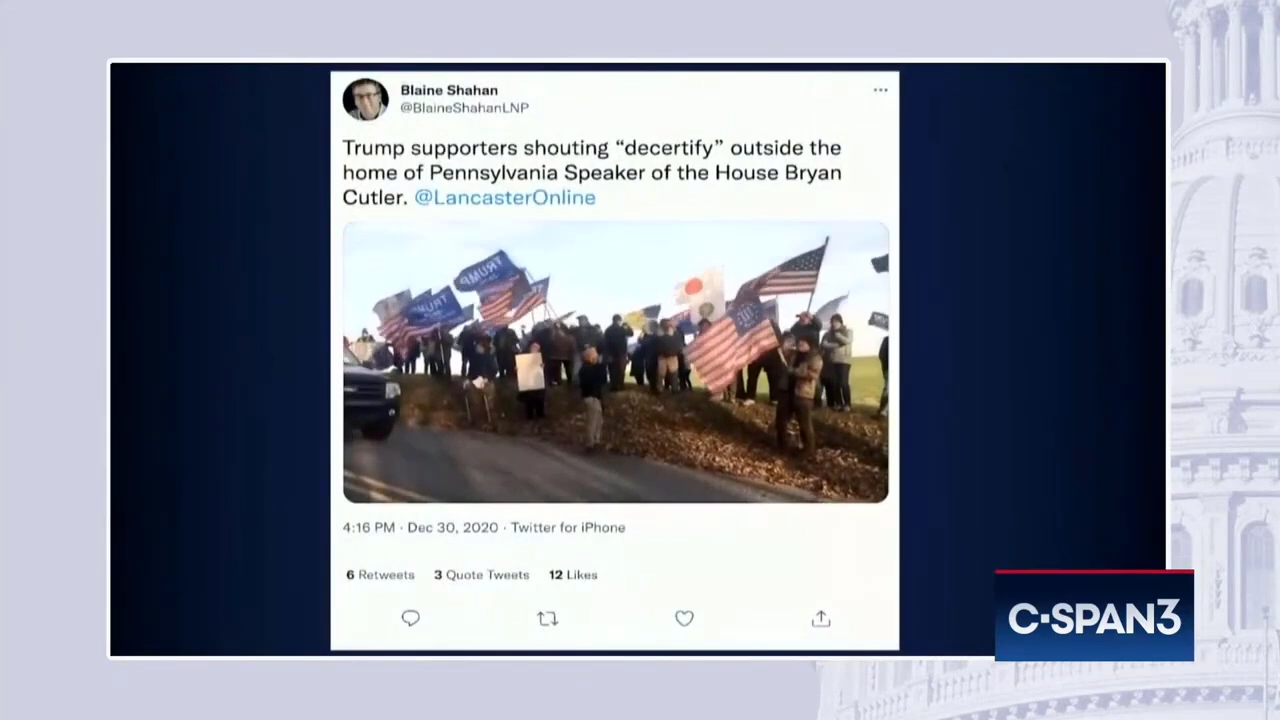 Blaine Shahan
@BlaineShahanLNP
Trump supporters shouting “decertify” outside the
home of Pennsylvania Speaker of the House Bryan
Cutler. @LancasterOnline
TRUMP
TRUMP
4:16 PM · Dec 30, 2020 · Twitter for iPhone
6 Retweets 3 Quote Tweets 12 Likes
C-SPAN3